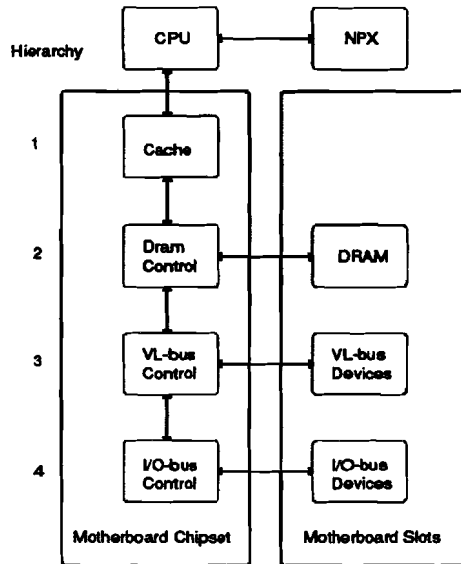 CPU
NPX
Hierarchy
1
Cache
2
Dram
Control
DRAM
3
VL-bus
Control
VL-bus
Devices
4
I/O-bus
Control
I/O-bus
Devices
Motherboard Chipset
Motherboard Slots